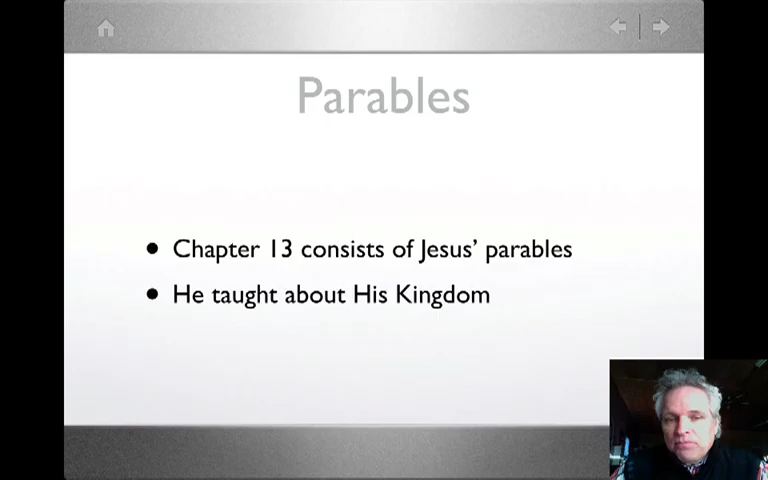 Parables
• Chapter 13 consists of Jesus’ parables
• He taught about His Kingdom